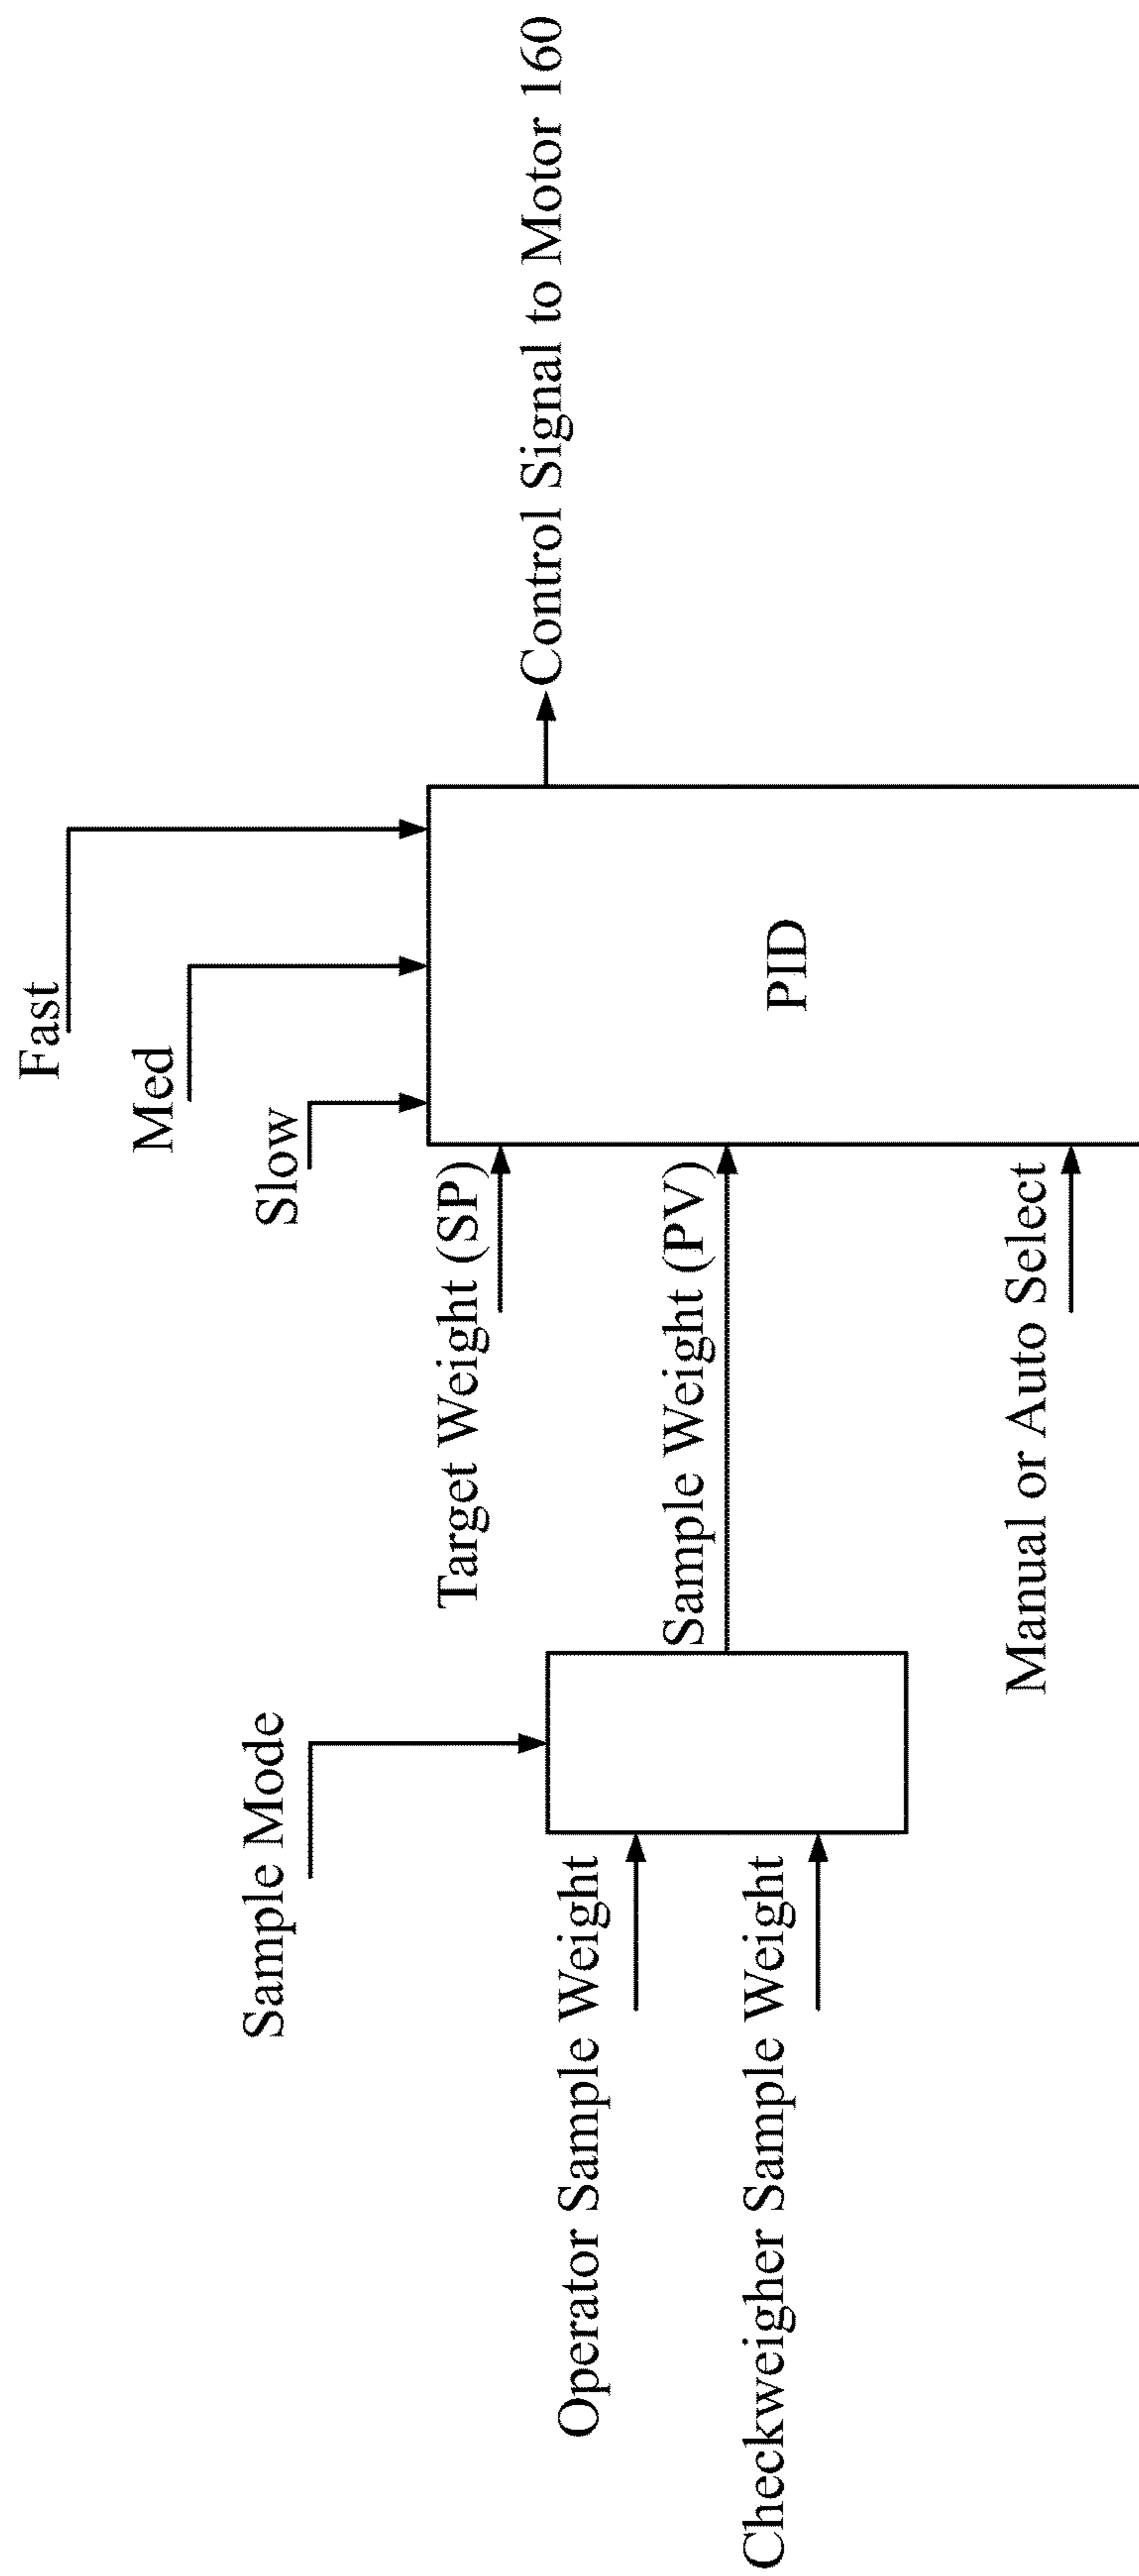 Fast
Med
Slow
Sample Mode
Target Weight (SP)
Control Signal to Motor 160
Operator Sample Weight
Sample Weight (PV)
Checkweigher Sample Weight
PID
Manual or Auto Select